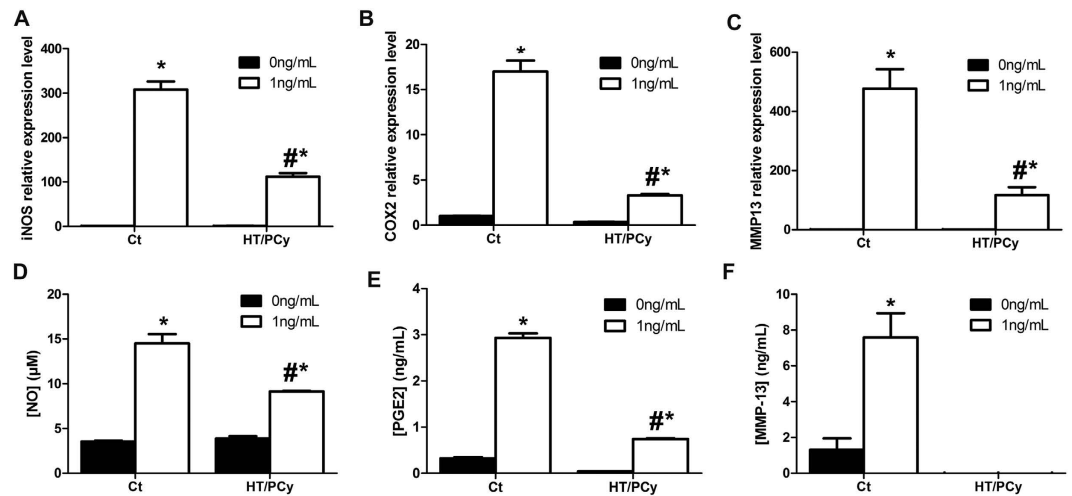 A
iNOS relative expression level
400
300
200
100
0
*
#*
0ng/mL
1ng/mL
Ct
HT/PCy
B
COX2 relative expression level
20
15
10
5
0
*
#*
0ng/mL
1ng/mL
Ct
HT/PCy
C
MMP13 relative expression level
600
400
200
0
*
#*
0ng/mL
1ng/mL
Ct
HT/PCy
D
[NO] (µM)
20
15
10
5
0
*
#*
0ng/mL
1ng/mL
Ct
HT/PCy
E
[PGE2] (ng/mL)
4
3
2
1
0
*
#*
0ng/mL
1ng/mL
Ct
HT/PCy
F
[MMP-13] (ng/mL)
10
8
6
4
2
0
*
0ng/mL
1ng/mL
Ct
HT/PCy